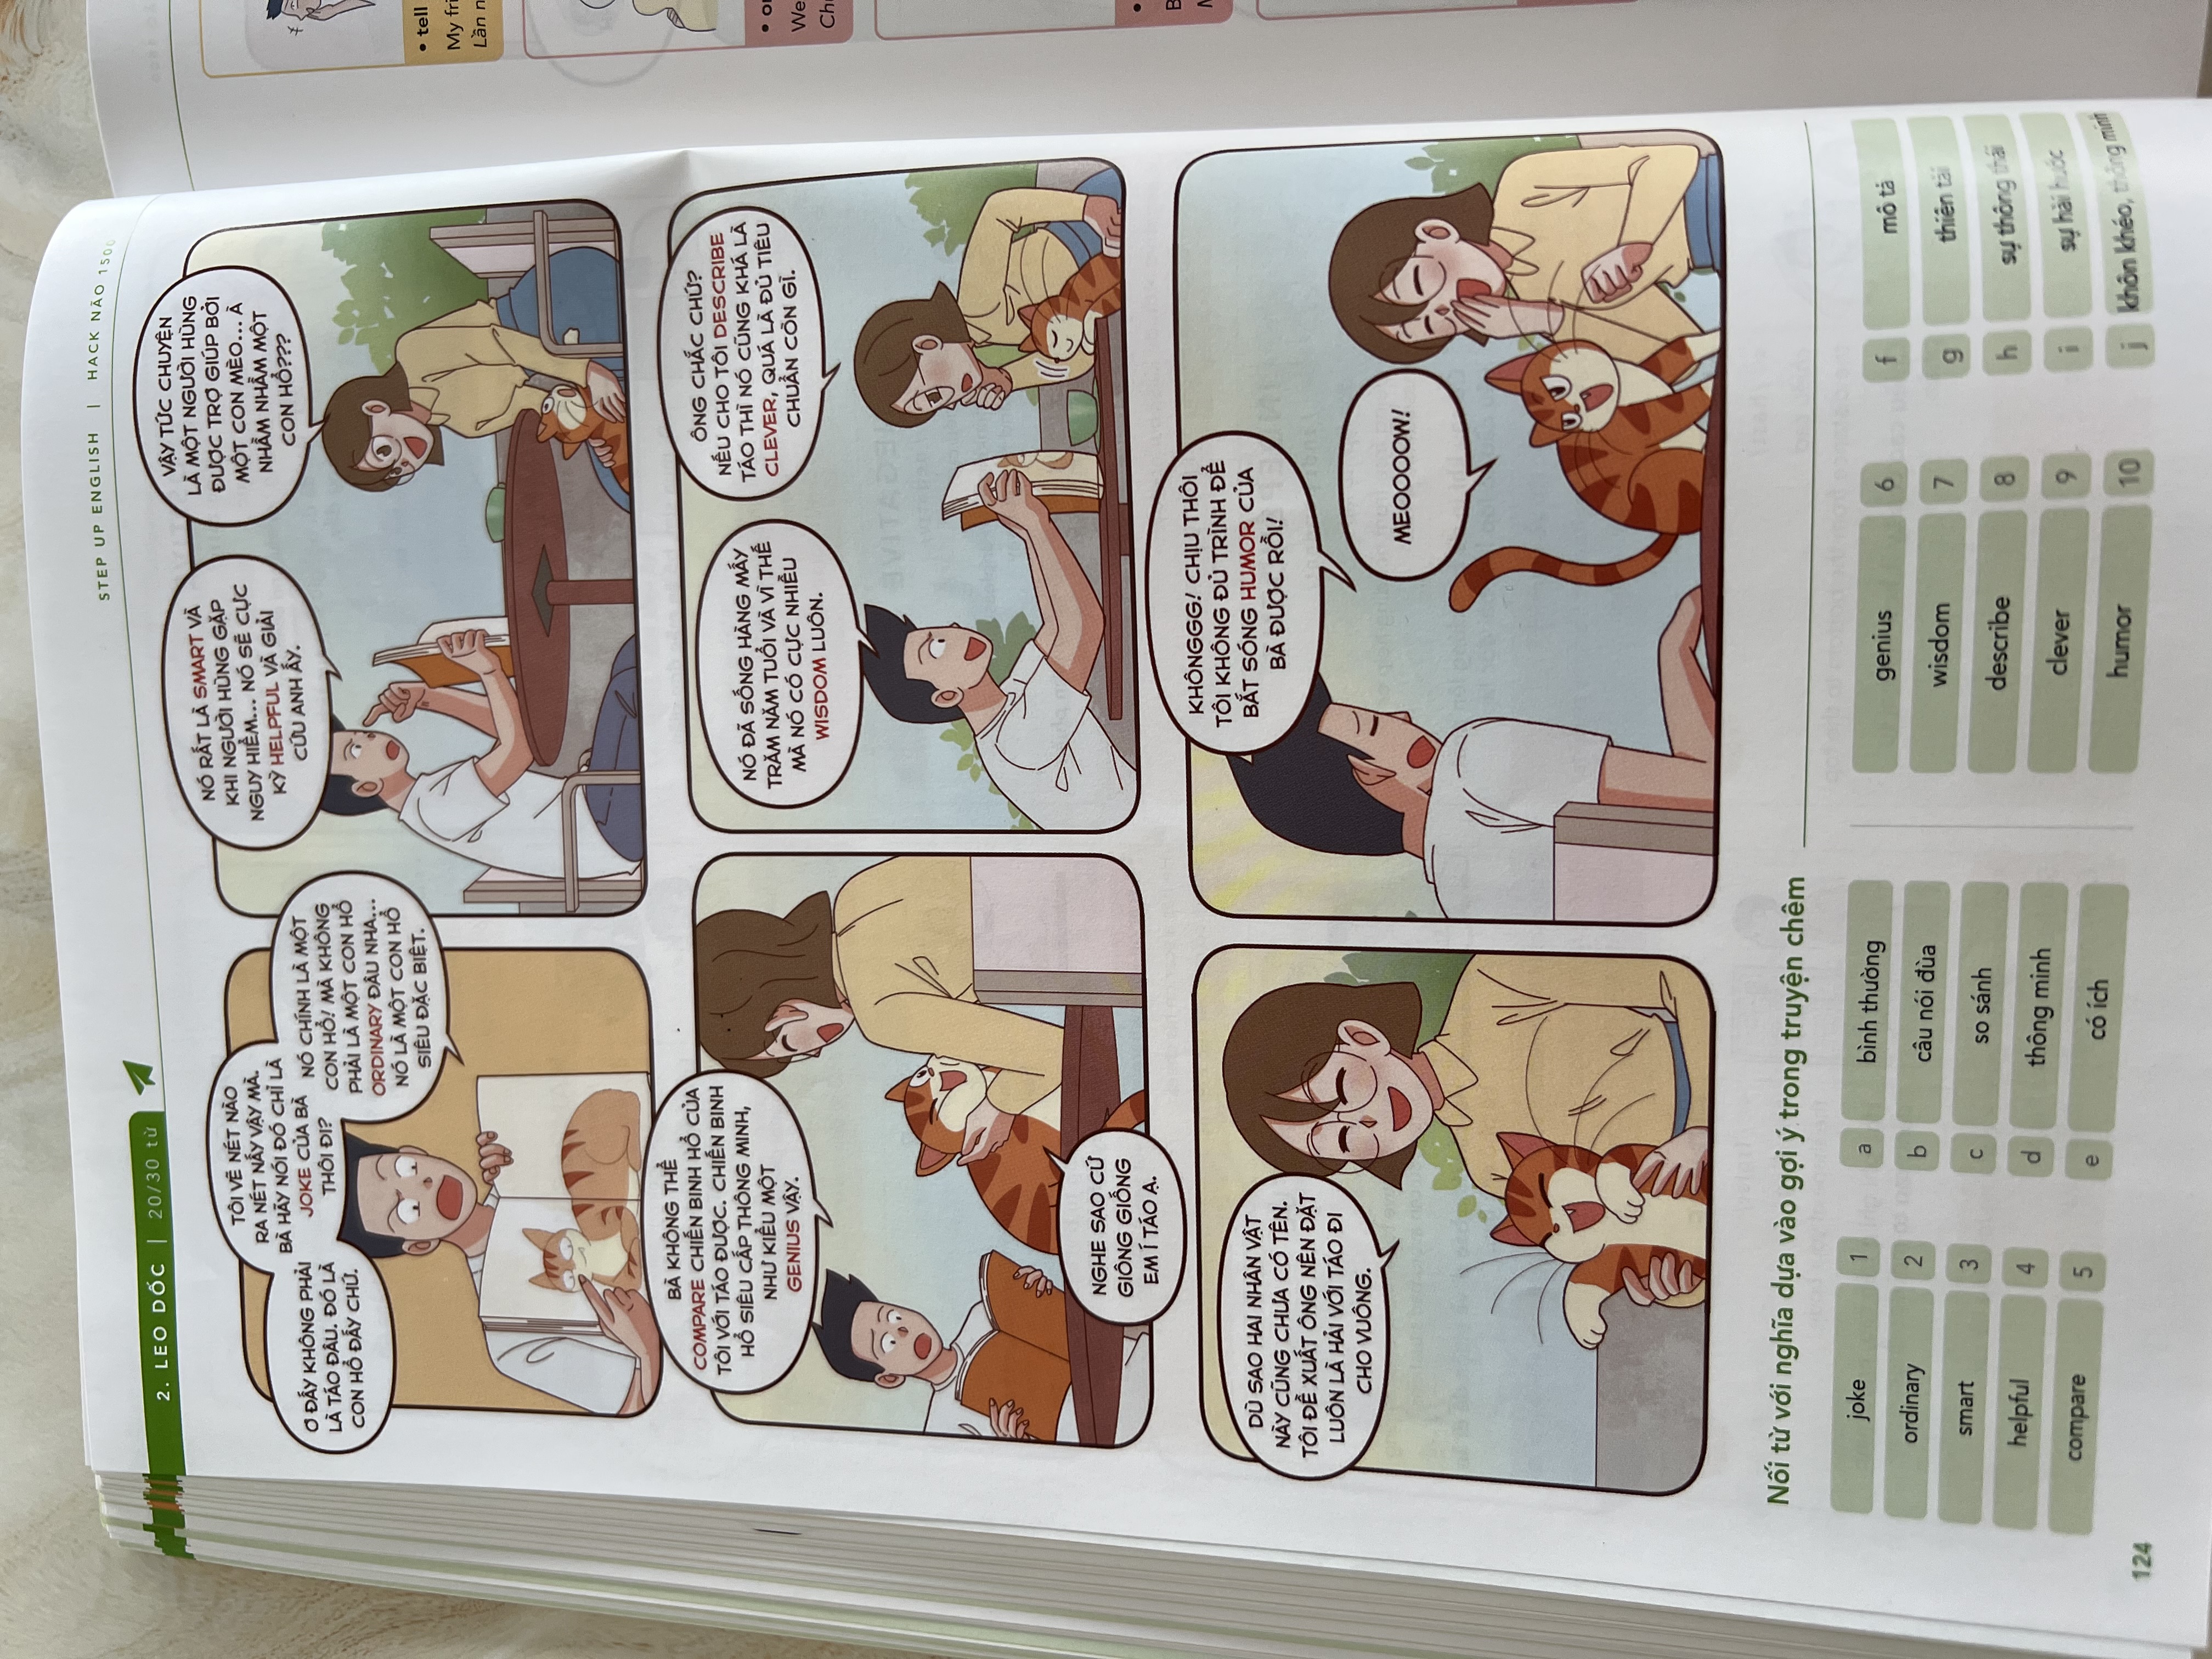 STEP UP ENGLISH | HACK NÃO 1500
2. LEO DỐC | 20/30 từ
Ơ ĐẤY KHÔNG PHẢI
LÀ TÁO ĐÂU. ĐÓ LÀ
CON HỔ ĐẤY CHỨ.
TÔI VẼ NÉT NÀO
RA NÉT NẤY VẬY MÀ.
BÀ HÃY NÓI ĐÓ CHỈ LÀ
JOKE CỦA BÀ
THÔI ĐI?
NÓ CHÍNH LÀ MỘT
CON HỔ! MÀ KHÔNG
PHẢI LÀ MỘT CON HỔ
ORDINARY ĐÂU NHA...
NÓ LÀ MỘT CON HỔ
SIÊU ĐẶC BIỆT.
NÓ RẤT LÀ SMART VÀ
KHI NGƯỜI HÙNG GẶP
NGUY HIỂM... NÓ SẼ CỰC
KỲ HELPFUL VÀ GIẢI
CỨU ANH ẤY.
VẬY TỨC CHUYỆN
LÀ MỘT NGƯỜI HÙNG
ĐƯỢC TRỢ GIÚP BỞI
MỘT CON MÈO... À
NHẦM NHẦM MỘT
CON HỔ???
BÀ KHÔNG THỂ
COMPARE CHIẾN BINH HỔ CỦA
TÔI VỚI TÁO ĐƯỢC. CHIẾN BINH
HỔ SIÊU CẤP THÔNG MINH,
NHƯ KIỂU MỘT
GENIUS VẬY.
NGHE SAO CỨ
GIÔNG GIỐNG
EM Í TÁO Ạ.
NÓ ĐÃ SỐNG HÀNG MẤY
TRĂM NĂM TUỔI VÀ VÌ THẾ
MÀ NÓ CÓ CỰC NHIỀU
WISDOM LUÔN.
ÔNG CHẮC CHỨ?
NẾU CHO TÔI DESCRIBE
TÁO THÌ NÓ CŨNG KHÁ LÀ
CLEVER, QUÁ LÀ ĐỦ TIÊU
CHUẨN CÒN GÌ.
DÙ SAO HAI NHÂN VẬT
NÀY CŨNG CHƯA CÓ TÊN.
TÔI ĐỀ XUẤT ÔNG NÊN ĐẶT
LUÔN LÀ HẢI VỚI TÁO ĐI
CHO VUÔNG.
KHÔNGGG! CHỊU THÔI
TÔI KHÔNG ĐỦ TRÌNH ĐỂ
BẮT SÓNG HUMOR CỦA
BÀ ĐƯỢC RỒI!
MEOOOOW!
Nối từ với nghĩa dựa vào gợi ý trong truyện chêm
joke 1 a bình thường
ordinary 2 b câu nói đùa
smart 3 c so sánh
helpful 4 d thông minh
compare 5 e có ích
genius 6 f mô tả
wisdom 7 g thiên tài
describe 8 h sự thông thái
clever 9 i sự hài hước
humor 10 j khôn khéo, thông minh
124
• tell
My
Lần